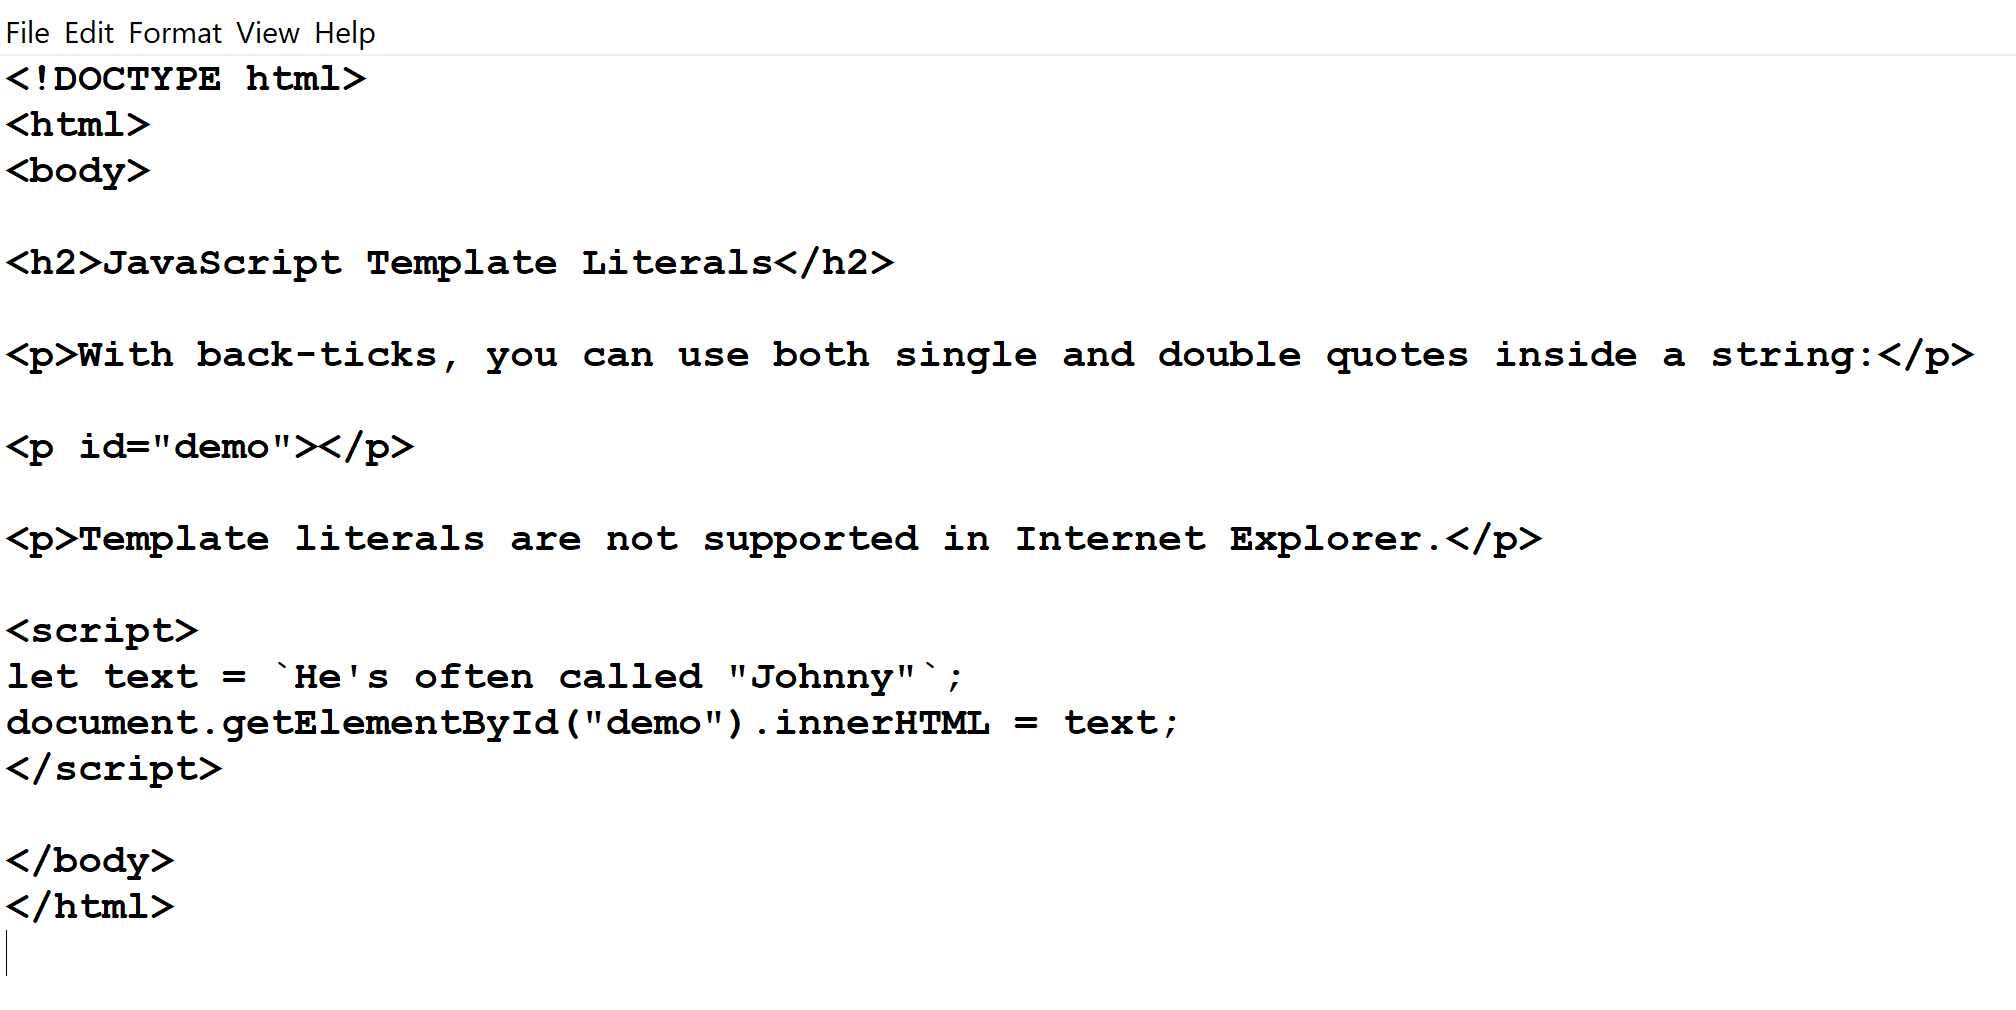 File Edit Format View Help
<!DOCTYPE html>
<html>
<body>
<h2>JavaScript Template Literals</h2>
<p>With back-ticks, you can use both single and double quotes inside a string:</p>
<p id="demo"></p>
<p>Template literals are not supported in Internet Explorer.</p>
<script>
let text = `He's often called "Johnny"`;
document.getElementById("demo").innerHTML = text;
</script>
</body>
</html>